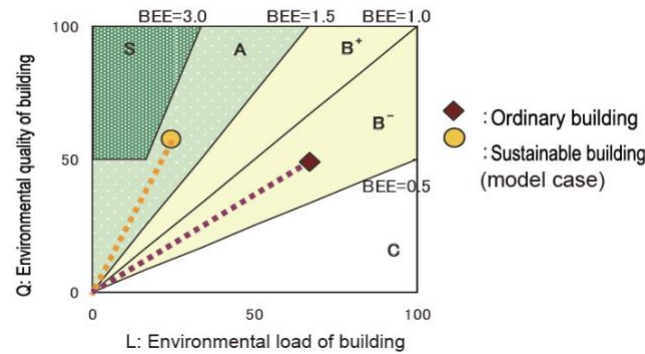 BEE=3.0 BEE=1.5 BEE=1.0
100
S A B⁺
B⁻
50
BEE=0.5
C
0
0 50 100
Q: Environmental quality of building
L: Environmental load of building
: Ordinary building
: Sustainable building
(model case)